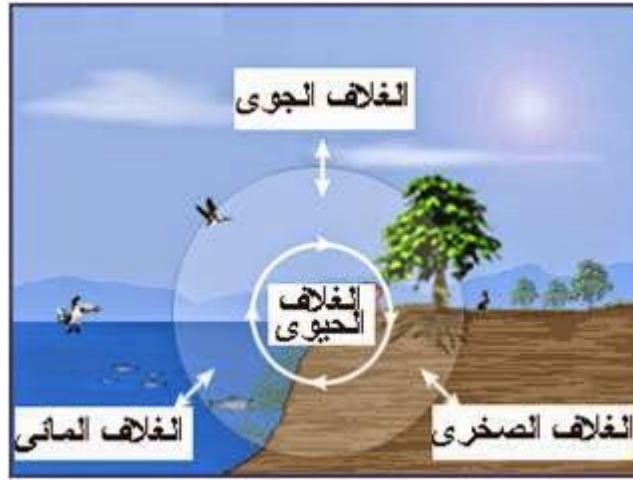 الغلاف الجوى
الغلاف
الحيوى
الغلاف الصخرى
الغلاف المائى